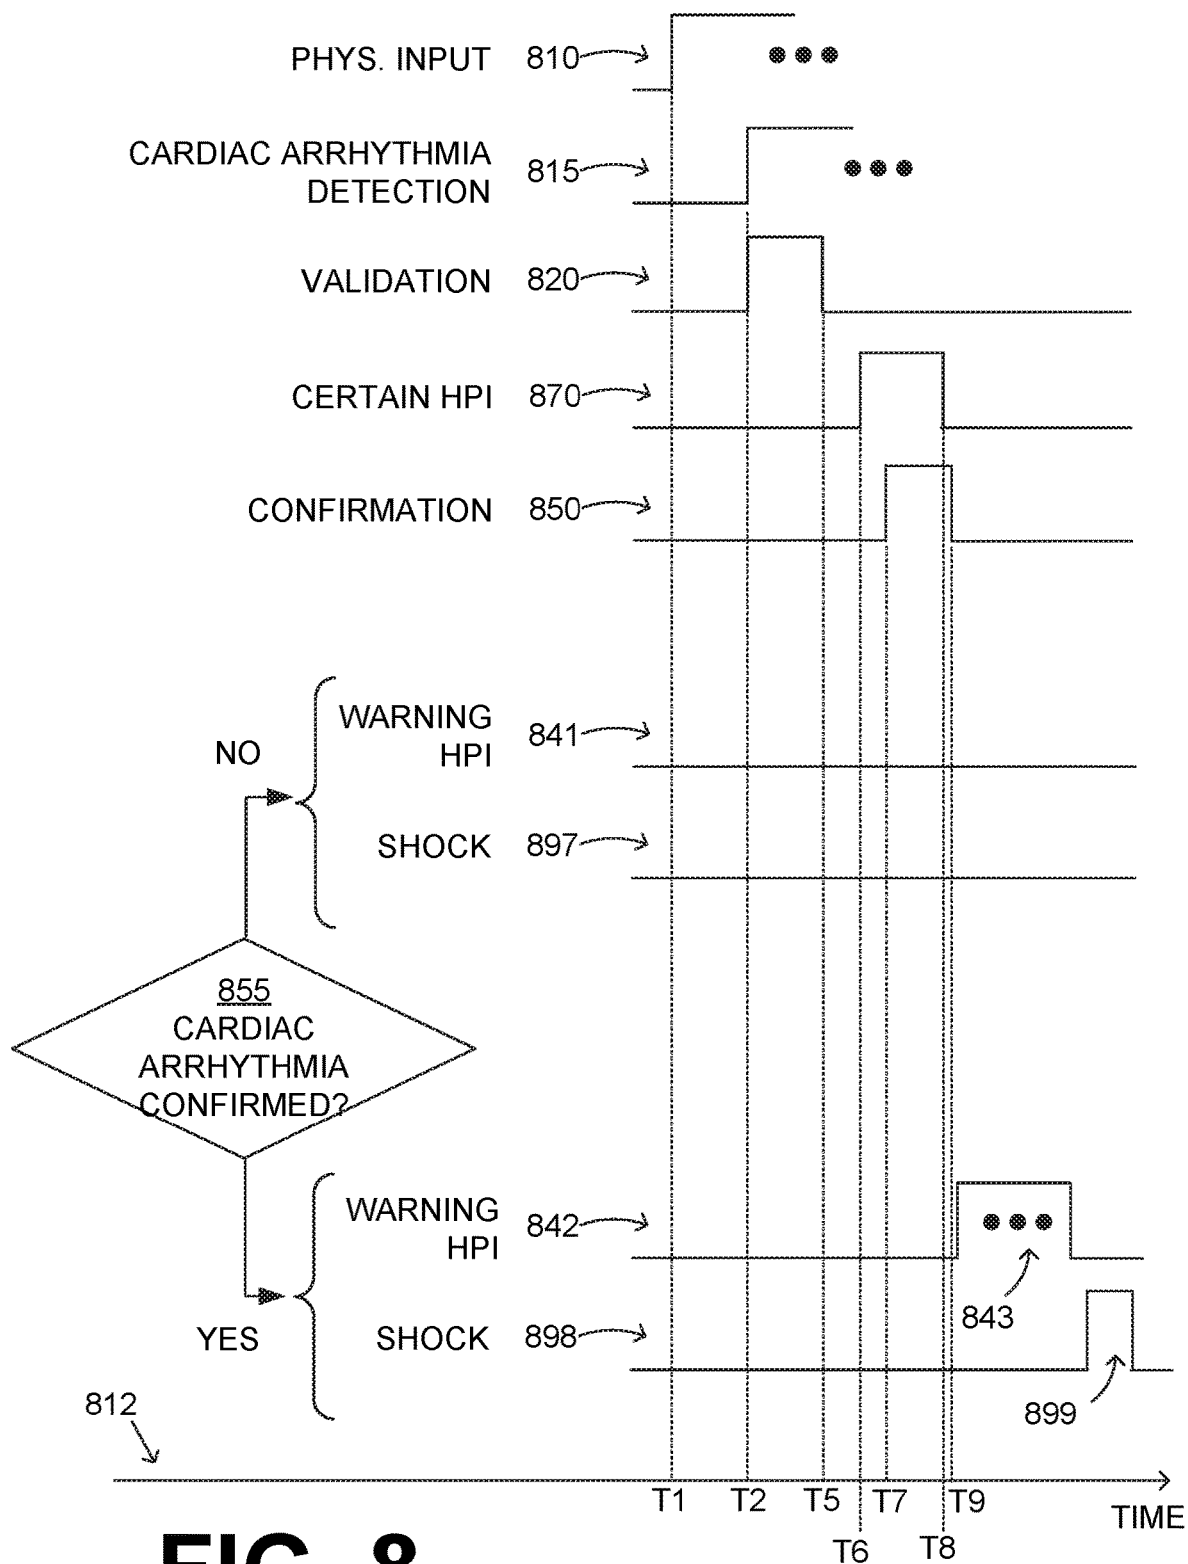 PHYS. INPUT 810
CARDIAC ARRHYTHMIA
DETECTION 815
VALIDATION 820
CERTAIN HPI 870
CONFIRMATION 850
WARNING
HPI 841
NO
SHOCK 897
855
CARDIAC
ARRHYTHMIA
CONFIRMED?
WARNING
HPI 842
843
YES
SHOCK 898
899
812
T1 T2 T5 T7 T9
TIME
T6 T8
FIG. 8